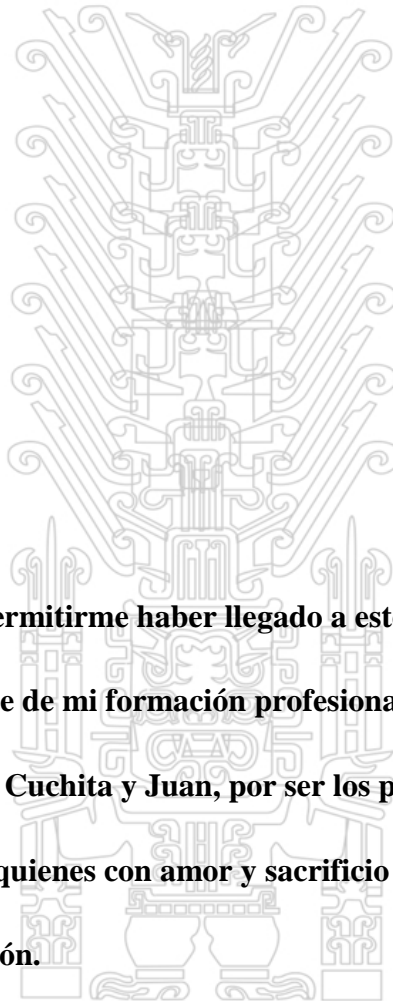 ermitirme haber llegado a est
e de mi formación profesiona
Cuchita y Juan, por ser los p
quienes con amor y sacrificio
ón.